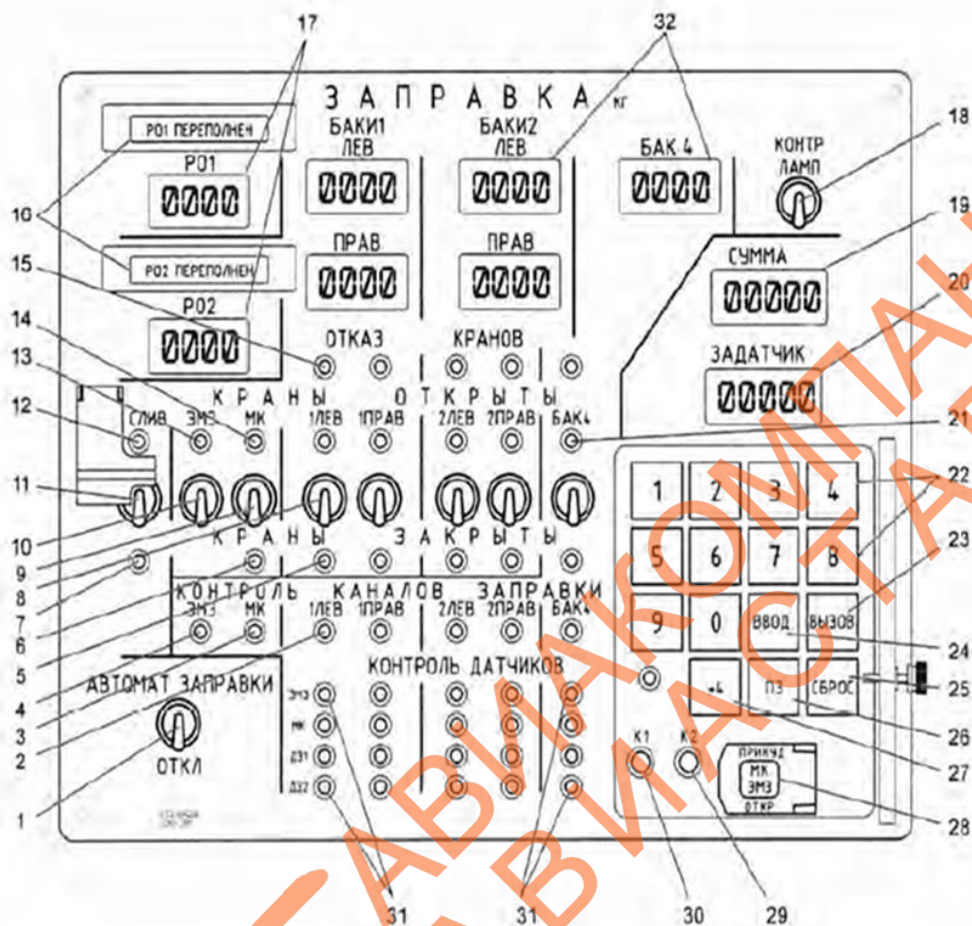 17
32
ЗАПРАВКА кг
РО1 ПЕРЕПОЛНЕН
РО1
0000
БАКИ1
ЛЕВ
0000
БАКИ2
ЛЕВ
0000
БАК 4
0000
КОНТР
ЛАМП
18
16
19
РО2 ПЕРЕПОЛНЕН
РО2
0000
ПРАВ
0000
ПРАВ
0000
СУММА
00000
20
15
14
13
12
ОТКАЗ КРАНОВ
ЗАДАТЧИК
00000
КРАНЫ ОТКРЫТЫ
СЛИВ ЭМЗ МК 1ЛЕВ 1ПРАВ 2ЛЕВ 2ПРАВ БАК4
21
11
10
9
8
7
6
5
4
3
2
1
КРАНЫ ЗАКРЫТЫ
КОНТРОЛЬ КАНАЛОВ ЗАПРАВКИ
ЭМЗ МК 1ЛЕВ 1ПРАВ 2ЛЕВ 2ПРАВ БАК4
АВТОМАТ ЗАПРАВКИ
ОТКЛ
КОНТРОЛЬ ДАТЧИКОВ
ЭМЗ
МК
ДЗ1
ДЗ2
1 2 3 4
5 6 7 8
9 0 ВВОД ВЫЗОВ
ПЗ СБРОС
К1 К2
ПРИНУД
МК
ЭМЗ
ОТКР
22
23
24
25
26
27
28
31
31
30
29